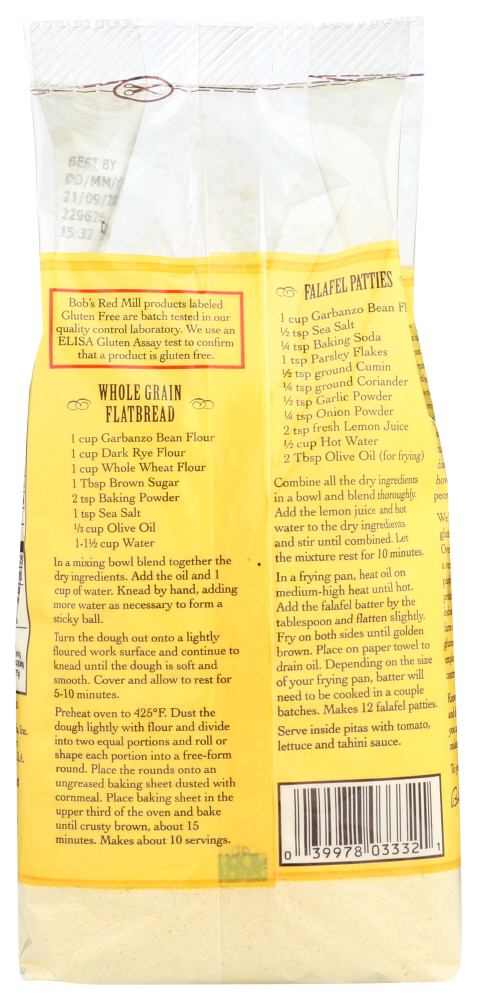 BEST BY
DD/MM/
21/09/20
22962
15:32
Bob's Red Mill products labeled
Gluten Free are batch tested in our
quality control laboratory. We use an
ELISA Gluten Assay test to confirm
that a product is gluten free.
WHOLE GRAIN
FLATBREAD
1 cup Garbanzo Bean Flour
1 cup Dark Rye Flour
1 cup Whole Wheat Flour
1 Tbsp Brown Sugar
2 tsp Baking Powder
1 tsp Sea Salt
⅓ cup Olive Oil
1-1½ cup Water
In a mixing bowl blend together the
dry ingredients. Add the oil and 1
cup of water. Knead by hand, adding
more water as necessary to form a
sticky ball.
Turn the dough out onto a lightly
floured work surface and continue to
knead until the dough is soft and
smooth. Cover and allow to rest for
5-10 minutes.
Preheat oven to 425°F. Dust the
dough lightly with flour and divide
into two equal portions and roll or
shape each portion into a free-form
round. Place the rounds onto an
ungreased baking sheet dusted with
cornmeal. Place baking sheet in the
upper third of the oven and bake
until crusty brown, about 15
minutes. Makes about 10 servings.
FALAFEL PATTIES
1 cup Garbanzo Bean Fl
½ tsp Sea Salt
¼ tsp Baking Soda
1 tsp Parsley Flakes
½ tsp ground Cumin
¼ tsp ground Coriander
½ tsp Garlic Powder
¼ tsp Onion Powder
2 tsp fresh Lemon Juice
½ cup Hot Water
2 Tbsp Olive Oil (for frying)
Combine all the dry ingredients
in a bowl and blend thoroughly.
Add the lemon juice and hot
water to the dry ingredients
and stir until combined. Let
the mixture rest for 10 minutes.
In a frying pan, heat oil on
medium-high heat until hot.
Add the falafel batter by the
tablespoon and flatten slightly.
Fry on both sides until golden
brown. Place on paper towel to
drain oil. Depending on the size
of your frying pan, batter will
need to be cooked in a couple
batches. Makes 12 falafel patties.
Serve inside pitas with tomato,
lettuce and tahini sauce.
0 39978 03332 1